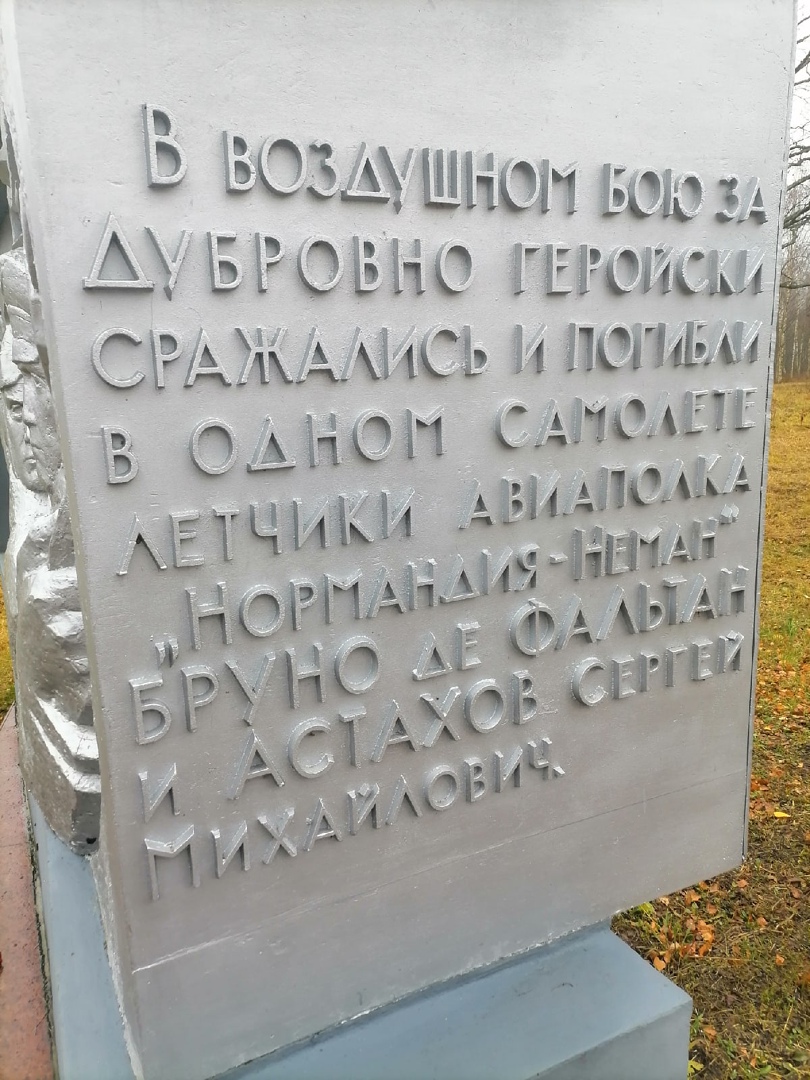 В ВОЗДУШНОМ БОЮ ЗА
ДУБРОВНО ГЕРОЙСКИ
СРАЖАЛИСЬ И ПОГИБЛИ
В ОДНОМ САМОЛЕТЕ
ЛЕТЧИКИ АВИАПОЛКА
"НОРМАНДИЯ-НЕМАН"
БРУНО ДЕ ФАЛЬТАН
И АСТАХОВ СЕРГЕЙ
МИХАЙЛОВИЧ.